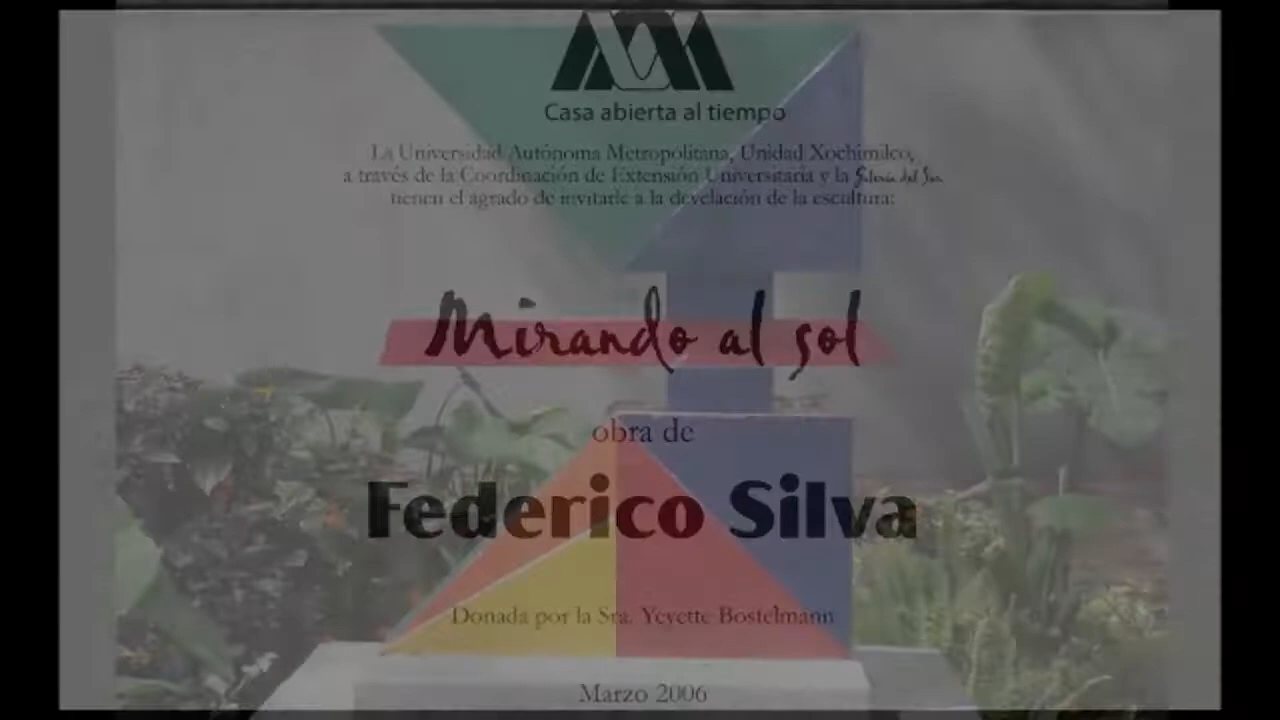 Casa abierta al tiempo
La Universidad Autónoma Metropolitana, Unidad Xochimilco,
a través de la Coordinación de Extensión Universitaria y la Galería del Sur
tienen el agrado de invitarle a la develación de la escultura:
Mirando al sol
obra de
Federico Silva
Donada por la Sra. Yeyette Bostelmann
Marzo 2006